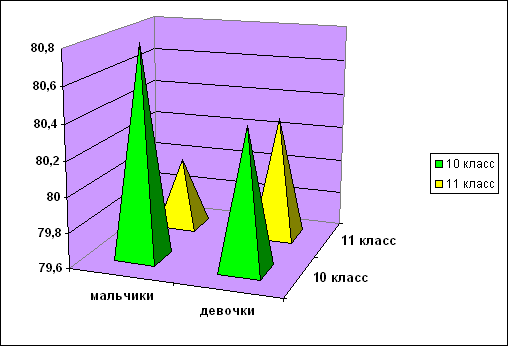 80,8
80,6
80,4
80,2
80
79,8
79,6
мальчики
девочки
10 класс
11 класс
10 класс
11 класс